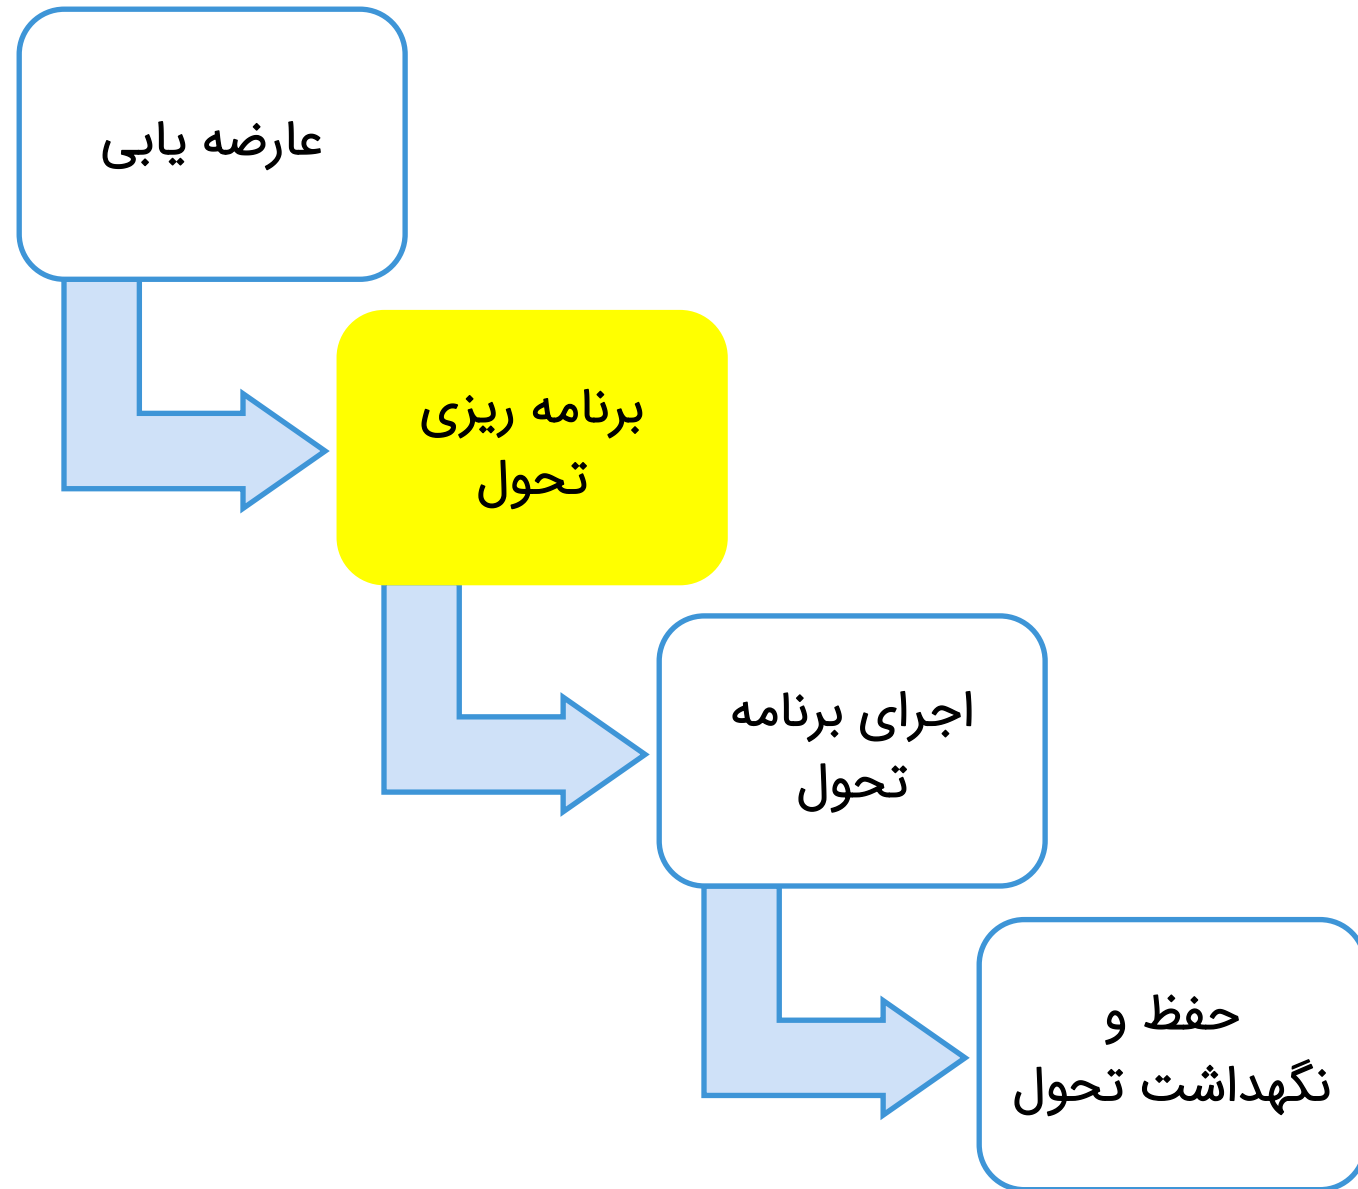 عارضه یابی
برنامه ریزی
تحول
اجرای برنامه
تحول
حفظ و
نگهداشت تحول